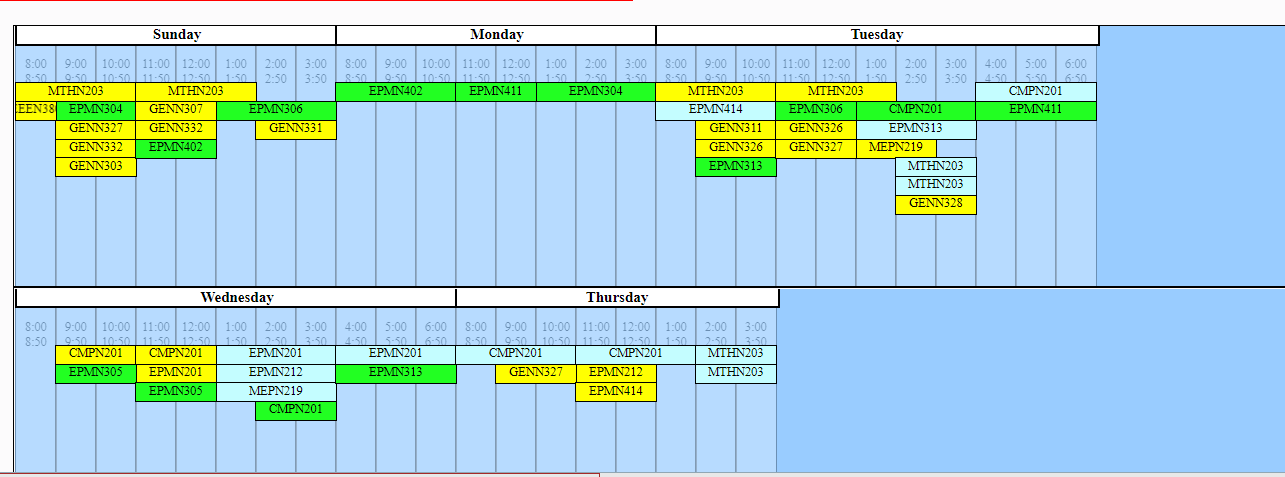 Sunday Monday Tuesday
8:00 9:00 10:00 11:00 12:00 1:00 2:00 3:00 8:00 9:00 10:00 11:00 12:00 1:00 2:00 3:00 8:00 9:00 10:00 11:00 12:00 1:00 2:00 3:00 4:00 5:00 6:00
8:50 9:50 10:50 11:50 12:50 1:50 2:50 3:50 8:50 9:50 10:50 11:50 12:50 1:50 2:50 3:50 8:50 9:50 10:50 11:50 12:50 1:50 2:50 3:50 4:50 5:50 6:50
MTHN203 MTHN203 EPMN402 EPMN411 EPMN304 MTHN203 MTHN203 CMPN201
EPMN304 GENN307 EPMN306 EPMN414 EPMN306 CMPN201 EPMN411
GENN327 GENN332 GENN331 GENN311 GENN326 EPMN313
GENN332 EPMN402 GENN326 GENN327 MEPN219
GENN303 EPMN313 MTHN203
MTHN203
GENN328
Wednesday Thursday
8:00 9:00 10:00 11:00 12:00 1:00 2:00 3:00 4:00 5:00 6:00 8:00 9:00 10:00 11:00 12:00 1:00 2:00 3:00
8:50 9:50 10:50 11:50 12:50 1:50 2:50 3:50 4:50 5:50 6:50 8:50 9:50 10:50 11:50 12:50 1:50 2:50 3:50
CMPN201 CMPN201 EPMN201 EPMN201 CMPN201 CMPN201 MTHN203
EPMN305 EPMN201 EPMN212 EPMN313 GENN327 EPMN212 MTHN203
EPMN305 MEPN219 EPMN414
CMPN201